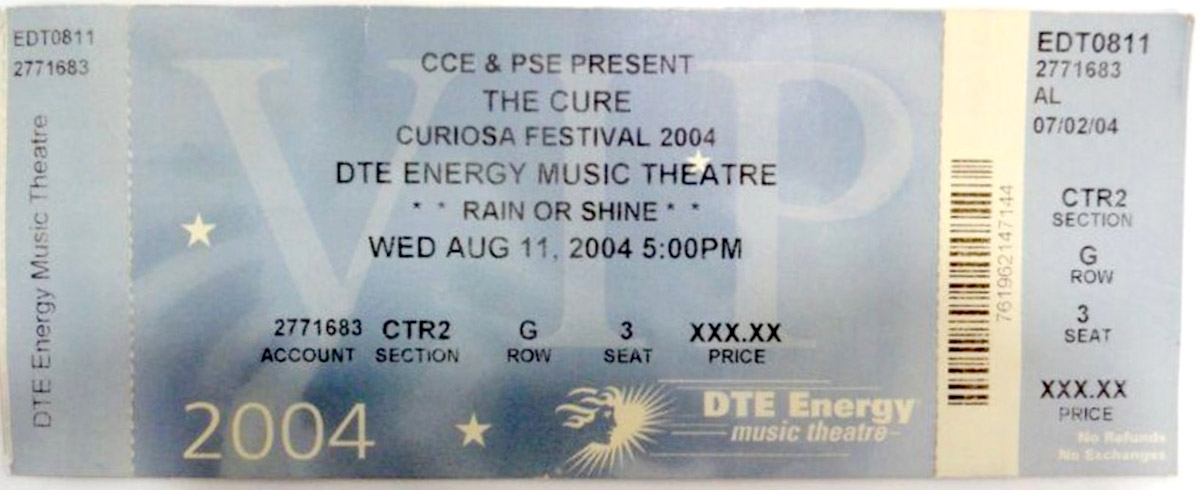 EDT0811
2771683
DTE Energy Music Theatre
VIP
CCE & PSE PRESENT
THE CURE
CURIOSA FESTIVAL 2004
DTE ENERGY MUSIC THEATRE
* * RAIN OR SHINE * *
WED AUG 11, 2004 5:00PM
2771683 CTR2 G 3 XXX.XX
ACCOUNT SECTION ROW SEAT PRICE
2004
DTE Energy
music theatre
761962147144
EDT0811
2771683
AL
07/02/04
CTR2
SECTION
G
ROW
3
SEAT
XXX.XX
PRICE
No Refunds
No Exchanges